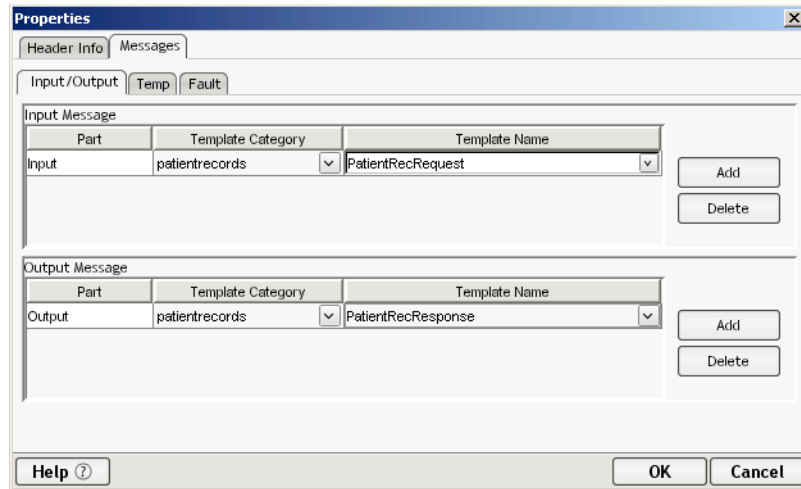 Properties
Header Info Messages
Input/Output Temp Fault
Input Message
Part Template Category Template Name
Input patientrecords PatientRecRequest
Add
Delete
Output Message
Part Template Category Template Name
Output patientrecords PatientRecResponse
Add
Delete
Help ? OK Cancel